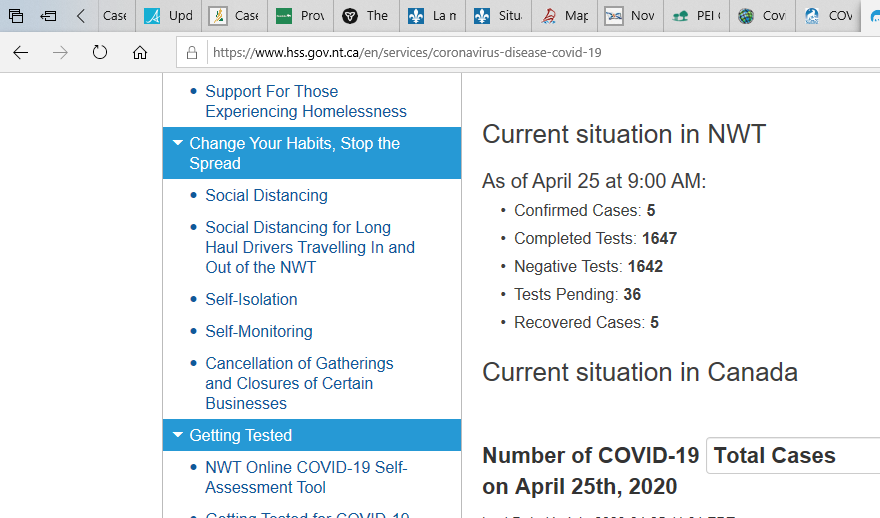 Case
Upd
Case
Prov
The
La m
Situ
Map
Nov
PEI
Cov
COV
https://www.hss.gov.nt.ca/en/services/coronavirus-disease-covid-19
Support For Those
Experiencing Homelessness
Change Your Habits, Stop the
Spread
Social Distancing
Social Distancing for Long
Haul Drivers Travelling In and
Out of the NWT
Self-Isolation
Self-Monitoring
Cancellation of Gatherings
and Closures of Certain
Businesses
Getting Tested
NWT Online COVID-19 Self-
Assessment Tool
Getting Tested for COVID-19
Current situation in NWT
As of April 25 at 9:00 AM:
• Confirmed Cases: 5
• Completed Tests: 1647
• Negative Tests: 1642
• Tests Pending: 36
• Recovered Cases: 5
Current situation in Canada
Number of COVID-19 Total Cases
on April 25th, 2020